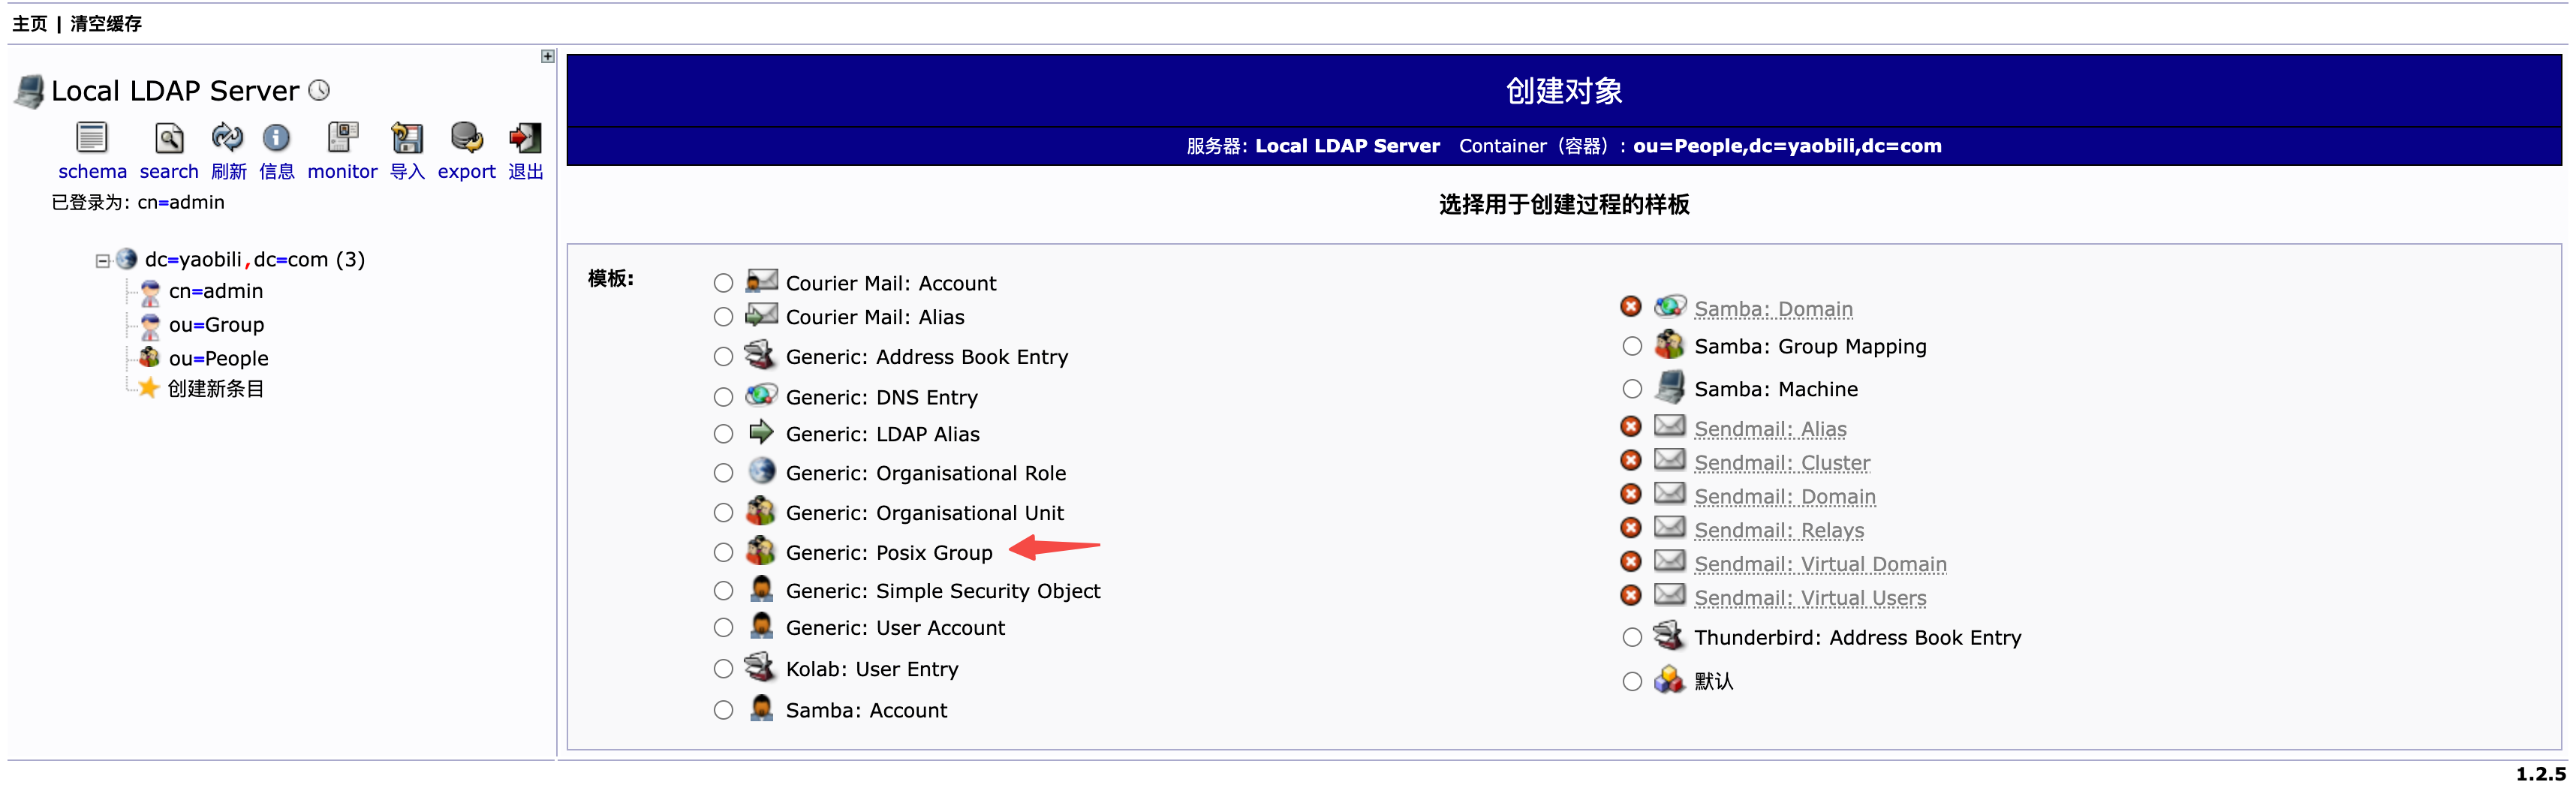 主页 | 清空缓存
Local LDAP Server
schema search 刷新 信息 monitor 导入 export 退出
已登录为: cn=admin
dc=yaobili,dc=com (3)
cn=admin
ou=Group
ou=People
创建新条目
创建对象
服务器: Local LDAP Server Container（容器）: ou=People,dc=yaobili,dc=com
选择用于创建过程的样板
模板:
Courier Mail: Account
Courier Mail: Alias
Generic: Address Book Entry
Generic: DNS Entry
Generic: LDAP Alias
Generic: Organisational Role
Generic: Organisational Unit
Generic: Posix Group
Generic: Simple Security Object
Generic: User Account
Kolab: User Entry
Samba: Account
Samba: Domain
Samba: Group Mapping
Samba: Machine
Sendmail: Alias
Sendmail: Cluster
Sendmail: Domain
Sendmail: Relays
Sendmail: Virtual Domain
Sendmail: Virtual Users
Thunderbird: Address Book Entry
默认
1.2.5